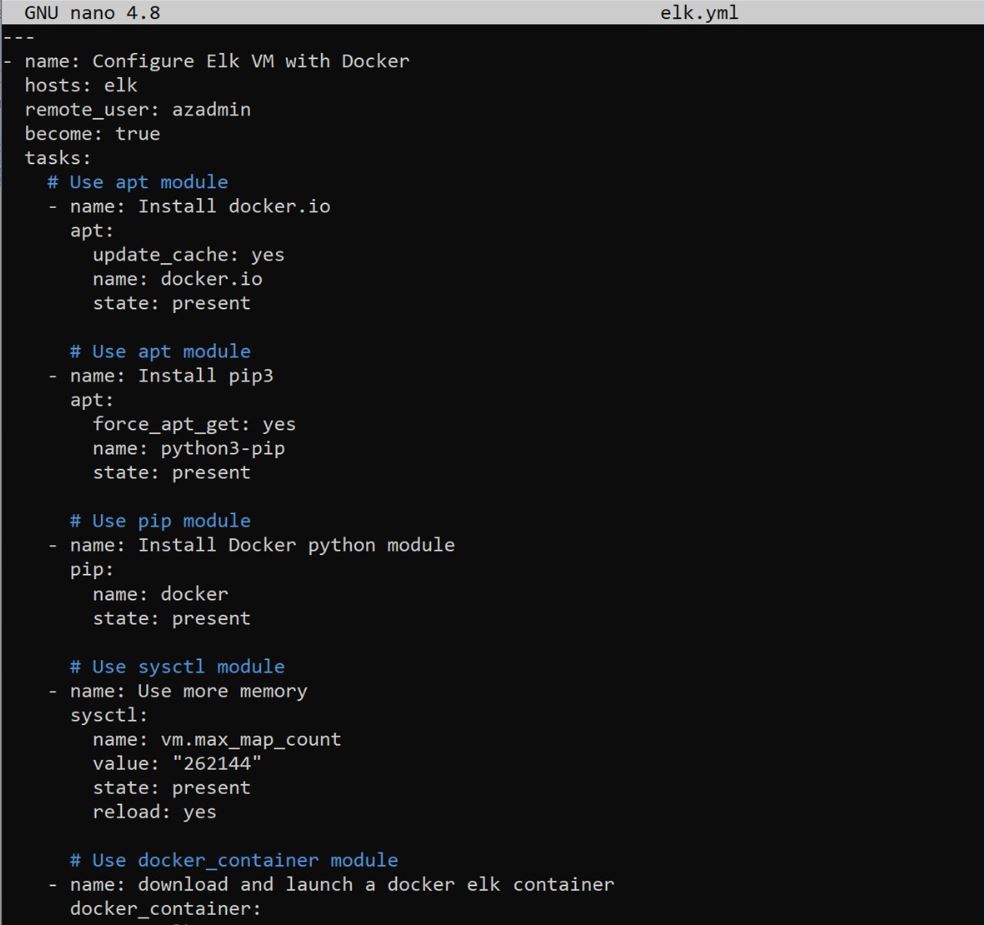 GNU nano 4.8 elk.yml
---
- name: Configure Elk VM with Docker
  hosts: elk
  remote_user: azadmin
  become: true
  tasks:
    # Use apt module
    - name: Install docker.io
      apt:
        update_cache: yes
        name: docker.io
        state: present

      # Use apt module
    - name: Install pip3
      apt:
        force_apt_get: yes
        name: python3-pip
        state: present

      # Use pip module
    - name: Install Docker python module
      pip:
        name: docker
        state: present

      # Use sysctl module
    - name: Use more memory
      sysctl:
        name: vm.max_map_count
        value: "262144"
        state: present
        reload: yes

      # Use docker_container module
    - name: download and launch a docker elk container
      docker_container: